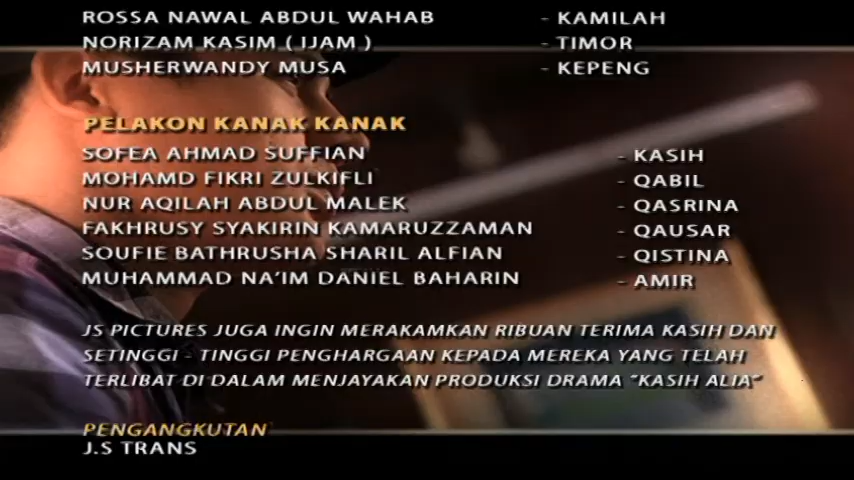 ROSSA NAWAL ABDUL WAHAB - KAMILAH
NORIZAM KASIM ( IJAM ) - TIMOR
MUSHERWANDY MUSA - KEPENG
PELAKON KANAK KANAK
SOFEA AHMAD SUFFIAN - KASIH
MOHAMD FIKRI ZULKIFLI - QABIL
NUR AQILAH ABDUL MALEK - QASRINA
FAKHRUSY SYAKIRIN KAMARUZZAMAN - QAUSAR
SOUFIE BATHRUSHA SHARIL ALFIAN - QISTINA
MUHAMMAD NA'IM DANIEL BAHARIN - AMIR
JS PICTURES JUGA INGIN MERAKAMKAN RIBUAN TERIMA KASIH DAN
SETINGGI - TINGGI PENGHARGAAN KEPADA MEREKA YANG TELAH
TERLIBAT DI DALAM MENJAYAKAN PRODUKSI DRAMA "KASIH ALIA"
PENGANGKUTAN
J.S TRANS